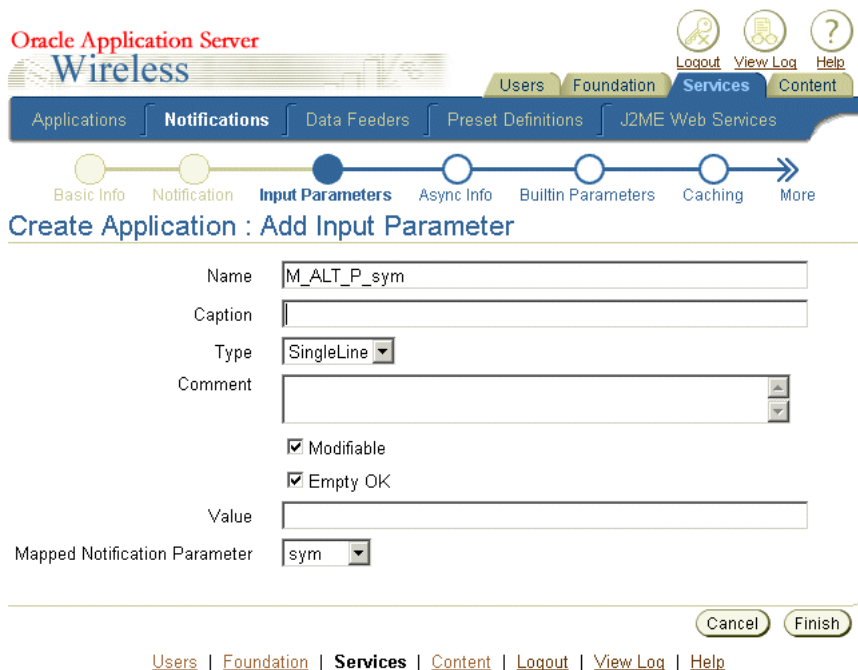 Oracle Application Server
Wireless
Logout View Log Help
Users Foundation Services Content
Applications Notifications Data Feeders Preset Definitions J2ME Web Services
Basic Info Notification Input Parameters Async Info Builtin Parameters Caching More
Create Application : Add Input Parameter
Name M_ALT_P_sym
Caption
Type SingleLine
Comment
Modifiable
Empty OK
Value
Mapped Notification Parameter sym
Cancel Finish
Users | Foundation | Services | Content | Logout | View Log | Help